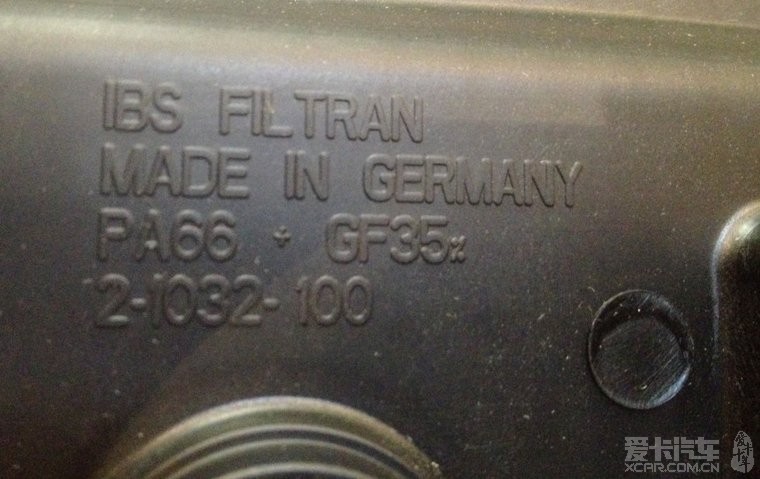 IBS FILTRAN
MADE IN GERMANY
PA66 + GF35%
12-1032-100
爱卡汽车
XCAR.COM.CN